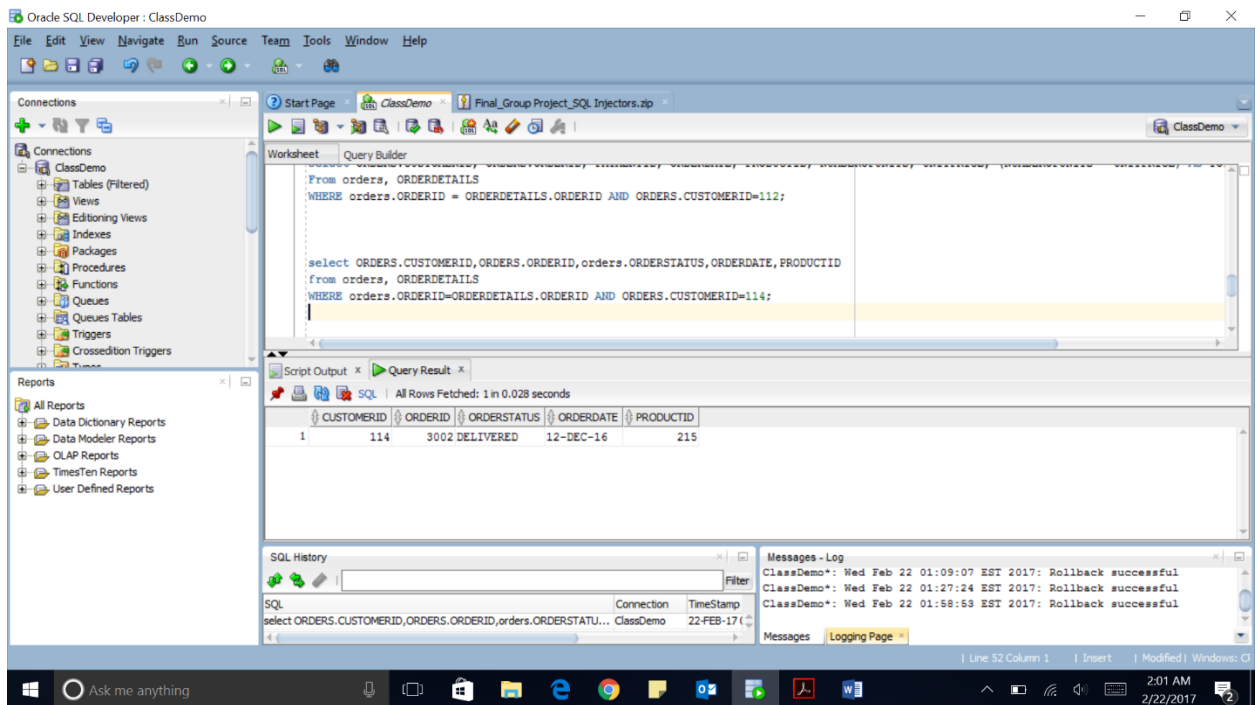 Oracle SQL Developer : ClassDemo
File Edit View Navigate Run Source Team Tools Window Help
Connections
Start Page ClassDemo Final_Group Project_SQL Injectors.zip
ClassDemo
Connections
ClassDemo
Tables (Filtered)
Views
Editioning Views
Indexes
Packages
Procedures
Functions
Queues
Queues Tables
Triggers
Crossedition Triggers
Types
Worksheet Query Builder
From orders, ORDERDETAILS
WHERE orders.ORDERID = ORDERDETAILS.ORDERID AND ORDERS.CUSTOMERID=112;
select ORDERS.CUSTOMERID,ORDERS.ORDERID,orders.ORDERSTATUS,ORDERDATE,PRODUCTID
from orders, ORDERDETAILS
WHERE orders.ORDERID=ORDERDETAILS.ORDERID AND ORDERS.CUSTOMERID=114;
Reports
All Reports
Data Dictionary Reports
Data Modeler Reports
OLAP Reports
TimesTen Reports
User Defined Reports
Script Output x Query Result x
SQL | All Rows Fetched: 1 in 0.028 seconds
CUSTOMERID ORDERID ORDERSTATUS ORDERDATE PRODUCTID
1 114 3002 DELIVERED 12-DEC-16 215
SQL History
Filter
SQL Connection TimeStamp
select ORDERS.CUSTOMERID,ORDERS.ORDERID,orders.ORDERSTATU... ClassDemo 22-FEB-17 (
Messages - Log
ClassDemo*: Wed Feb 22 01:09:07 EST 2017: Rollback successful
ClassDemo*: Wed Feb 22 01:27:24 EST 2017: Rollback successful
ClassDemo*: Wed Feb 22 01:58:53 EST 2017: Rollback successful
Messages Logging Page
| Line 52 Column 1 | Insert | Modified | Windows: CF
Ask me anything
2:01 AM
2/22/2017
2